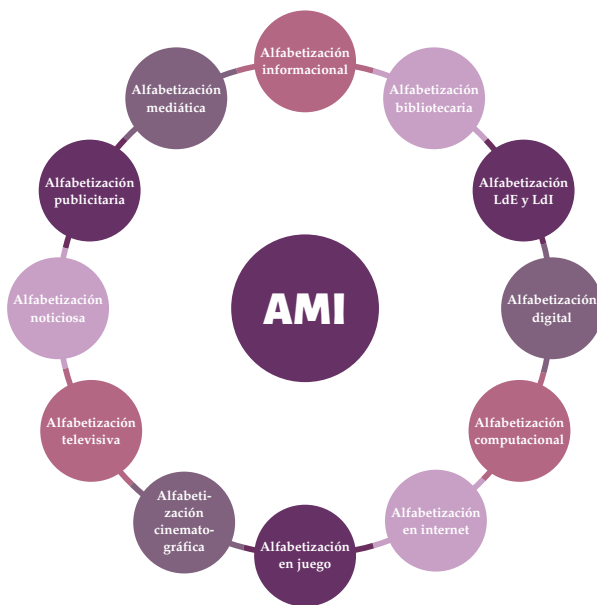 Alfabetización
informacional
Alfabetización
bibliotecaria
Alfabetización
LdE y LdI
Alfabetización
digital
Alfabetización
computacional
Alfabetización
en internet
Alfabetización
en juego
Alfabeti-
zación
cinemato-
gráfica
Alfabetización
televisiva
Alfabetización
noticiosa
Alfabetización
publicitaria
Alfabetización
mediática
AMI